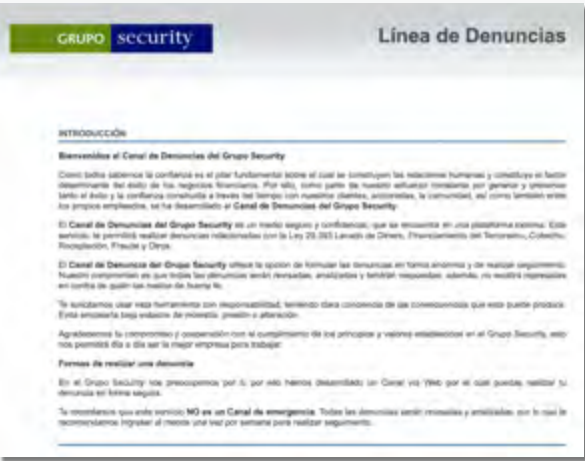 GRUPO security
Línea de Denuncias
INTRODUCCIÓN
Bienvenidos al Canal de Denuncias del Grupo Security
Como todos sabemos la confianza es el pilar fundamental sobre el cual se construyen las relaciones humanas y constituye el factor
determinante del éxito de los negocios financieros. Por ello, como parte de nuestro esfuerzo constante por generar y preservar
tanto el éxito y la confianza construida a través del tiempo con nuestros clientes, accionistas, la comunidad, así como también entre
los propios empleados, se ha desarrollado el Canal de Denuncias del Grupo Security.
El Canal de Denuncias del Grupo Security es un medio seguro y confidencial, que se encuentra en una plataforma externa. Este
servicio, te permitirá realizar denuncias relacionadas con la Ley 20.393 Lavado de Dinero, Financiamiento del Terrorismo, Cohecho,
Receptación, Fraude y Otros.
El Canal de Denuncia del Grupo Security ofrece la opción de formular las denuncias en forma anónima y de realizar seguimiento.
Nuestro compromiso es que todas las denuncias serán revisadas, analizadas y tendrán respuestas, además, no existirá represalias
en contra de quién las realice de buena fe.
Te solicitamos usar esta herramienta con responsabilidad, teniendo clara conciencia de las consecuencias que esto puede produce.
Evita enviarla bajo estados de molestia, presión o alteración.
Agradecemos tu compromiso y cooperación con el cumplimiento de los principios y valores establecidos en el Grupo Security, esto
nos permitirá día a día ser la mejor empresa para trabajar.
Formas de realizar una denuncia
En el Grupo Security nos preocupamos por ti, por ello hemos desarrollado un Canal vía Web por el cual puedas realizar tu
denuncia en forma segura.
Te recordamos que este servicio NO es un Canal de emergencia. Todas las denuncias serán revisadas y analizadas, por lo cual te
recomendamos ingresar al menos una vez por semana para realizar seguimiento.